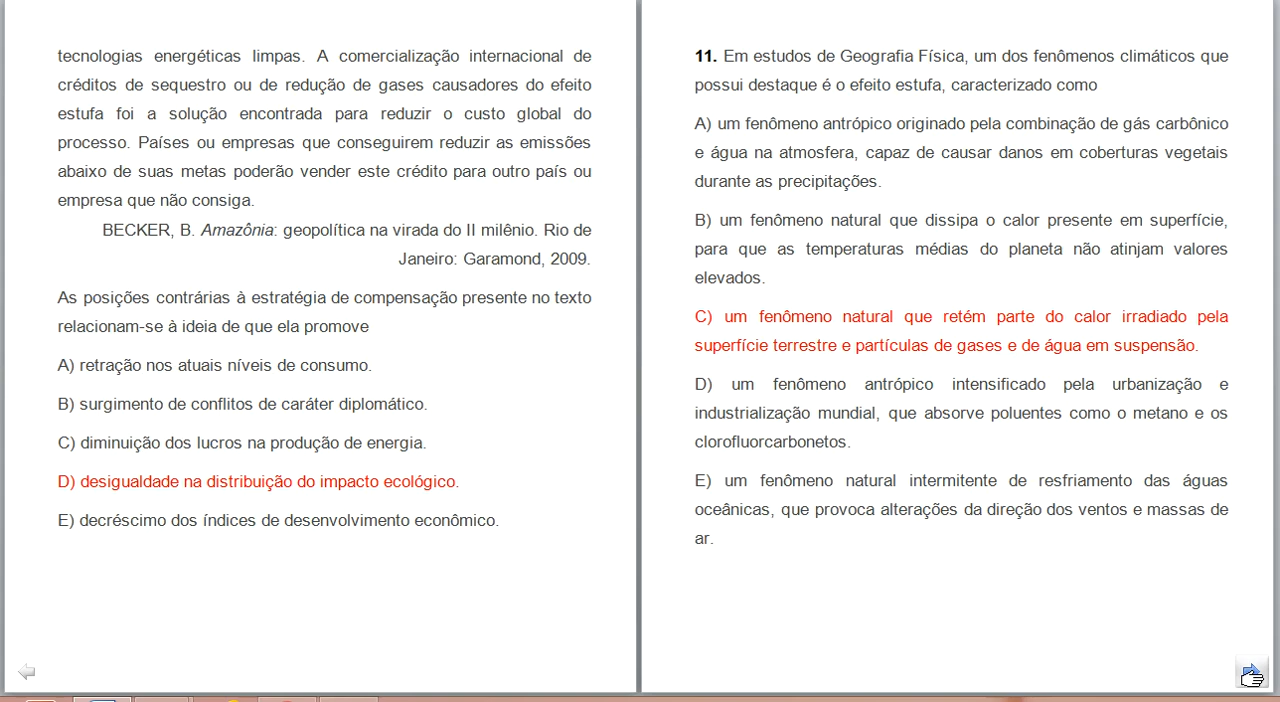 tecnologias energéticas limpas. A comercialização internacional de
créditos de sequestro ou de redução de gases causadores do efeito
estufa foi a solução encontrada para reduzir o custo global do
processo. Países ou empresas que conseguirem reduzir as emissões
abaixo de suas metas poderão vender este crédito para outro país ou
empresa que não consiga.
BECKER, B. Amazônia: geopolítica na virada do II milênio. Rio de
Janeiro: Garamond, 2009.
As posições contrárias à estratégia de compensação presente no texto
relacionam-se à ideia de que ela promove
A) retração nos atuais níveis de consumo.
B) surgimento de conflitos de caráter diplomático.
C) diminuição dos lucros na produção de energia.
D) desigualdade na distribuição do impacto ecológico.
E) decréscimo dos índices de desenvolvimento econômico.
11. Em estudos de Geografia Física, um dos fenômenos climáticos que
possui destaque é o efeito estufa, caracterizado como
A) um fenômeno antrópico originado pela combinação de gás carbônico
e água na atmosfera, capaz de causar danos em coberturas vegetais
durante as precipitações.
B) um fenômeno natural que dissipa o calor presente em superfície,
para que as temperaturas médias do planeta não atinjam valores
elevados.
C) um fenômeno natural que retém parte do calor irradiado pela
superfície terrestre e partículas de gases e de água em suspensão.
D) um fenômeno antrópico intensificado pela urbanização e
industrialização mundial, que absorve poluentes como o metano e os
clorofluorcarbonetos.
E) um fenômeno natural intermitente de resfriamento das águas
oceânicas, que provoca alterações da direção dos ventos e massas de
ar.